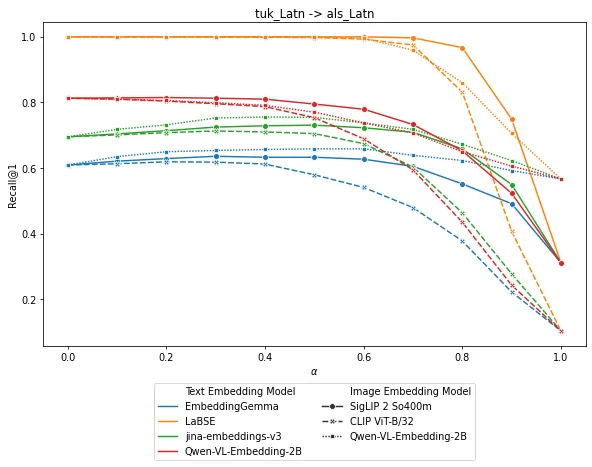 tuk_Latn -> als_Latn
Recall@1
1.0
0.8
0.6
0.4
0.2
0.0 0.2 0.4 0.6 0.8 1.0
α
Text Embedding Model Image Embedding Model
EmbeddingGemma SigLIP 2 So400m
LaBSE CLIP ViT-B/32
jina-embeddings-v3 Qwen-VL-Embedding-2B
Qwen-VL-Embedding-2B